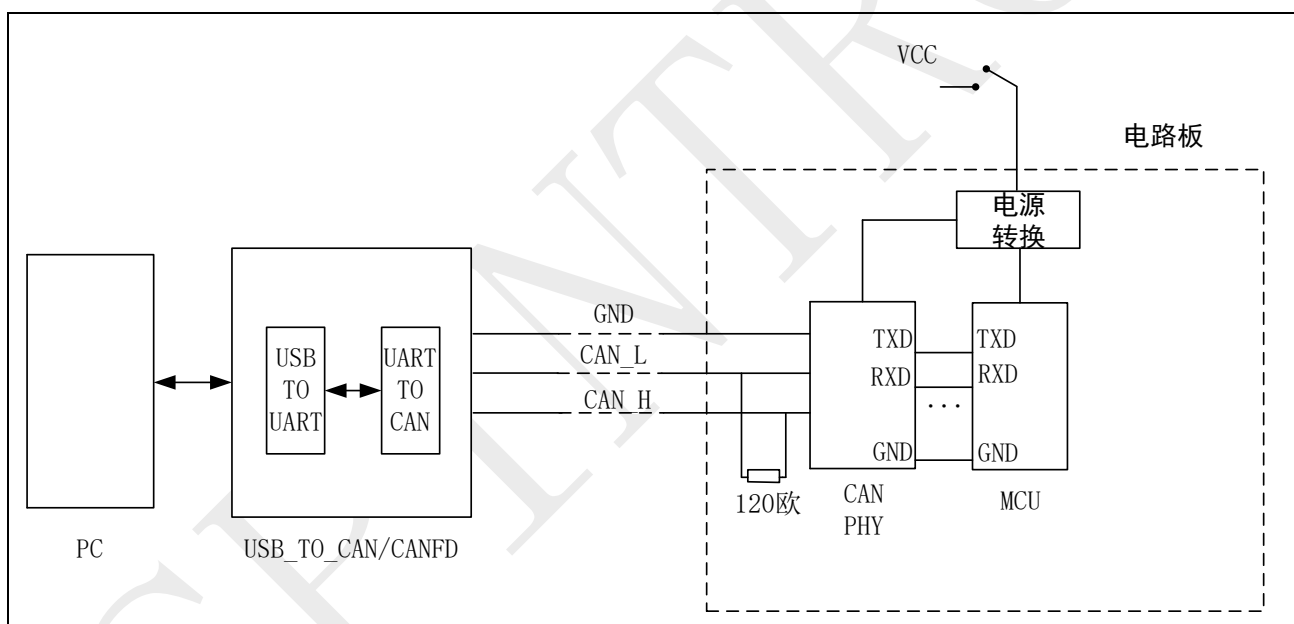 VCC
电路板
电源
转换
GND
CAN_L
CAN_H
USB
TO
UART
UART
TO
CAN
TXD
RXD
GND
TXD
RXD
...
GND
120欧
CAN
PHY
MCU
PC
USB_TO_CAN/CANFD